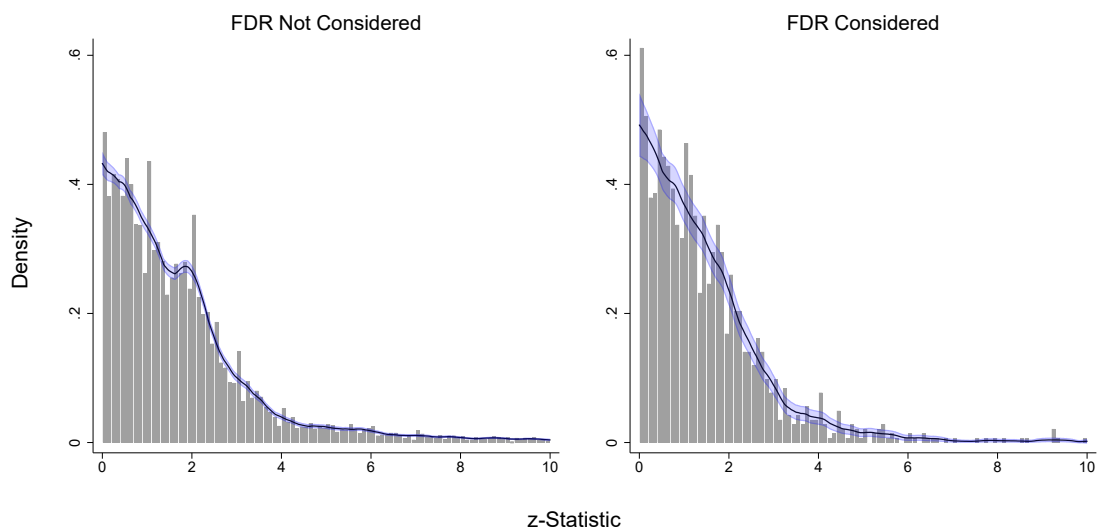 FDR Not Considered
FDR Considered
.6
.4
.2
0
0 2 4 6 8 10
.6
.4
.2
0
0 2 4 6 8 10
Density
z-Statistic